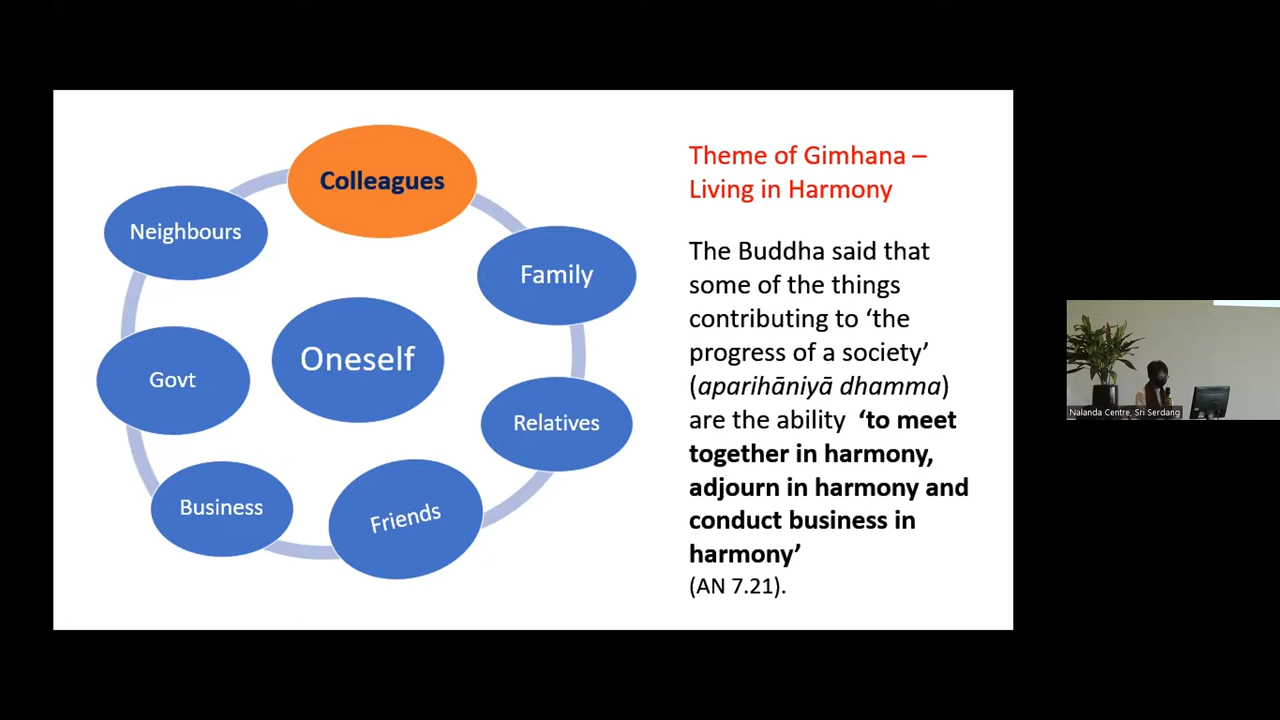 Colleagues
Neighbours
Family
Oneself
Govt
Relatives
Business
Friends
Theme of Gimhana –
Living in Harmony
The Buddha said that
some of the things
contributing to ‘the
progress of a society’
(aparihāniyā dhamma)
are the ability ‘to meet
together in harmony,
adjourn in harmony and
conduct business in
harmony’
(AN 7.21).
Nalanda Centre, Sri Serdang